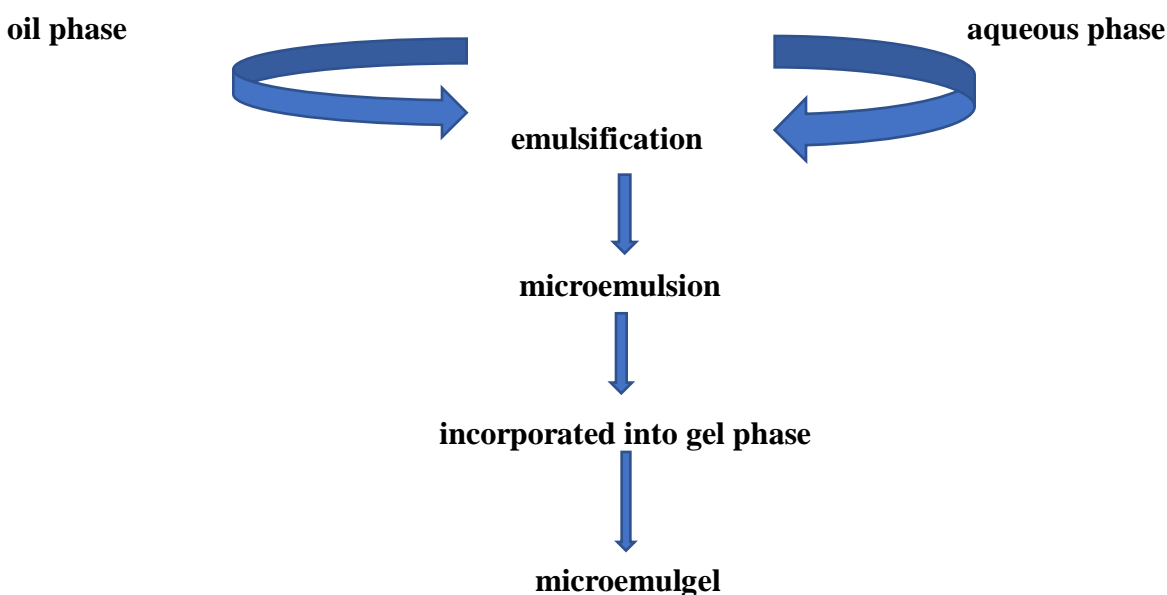 oil phase
aqueous phase
emulsification
microemulsion
incorporated into gel phase
microemulgel